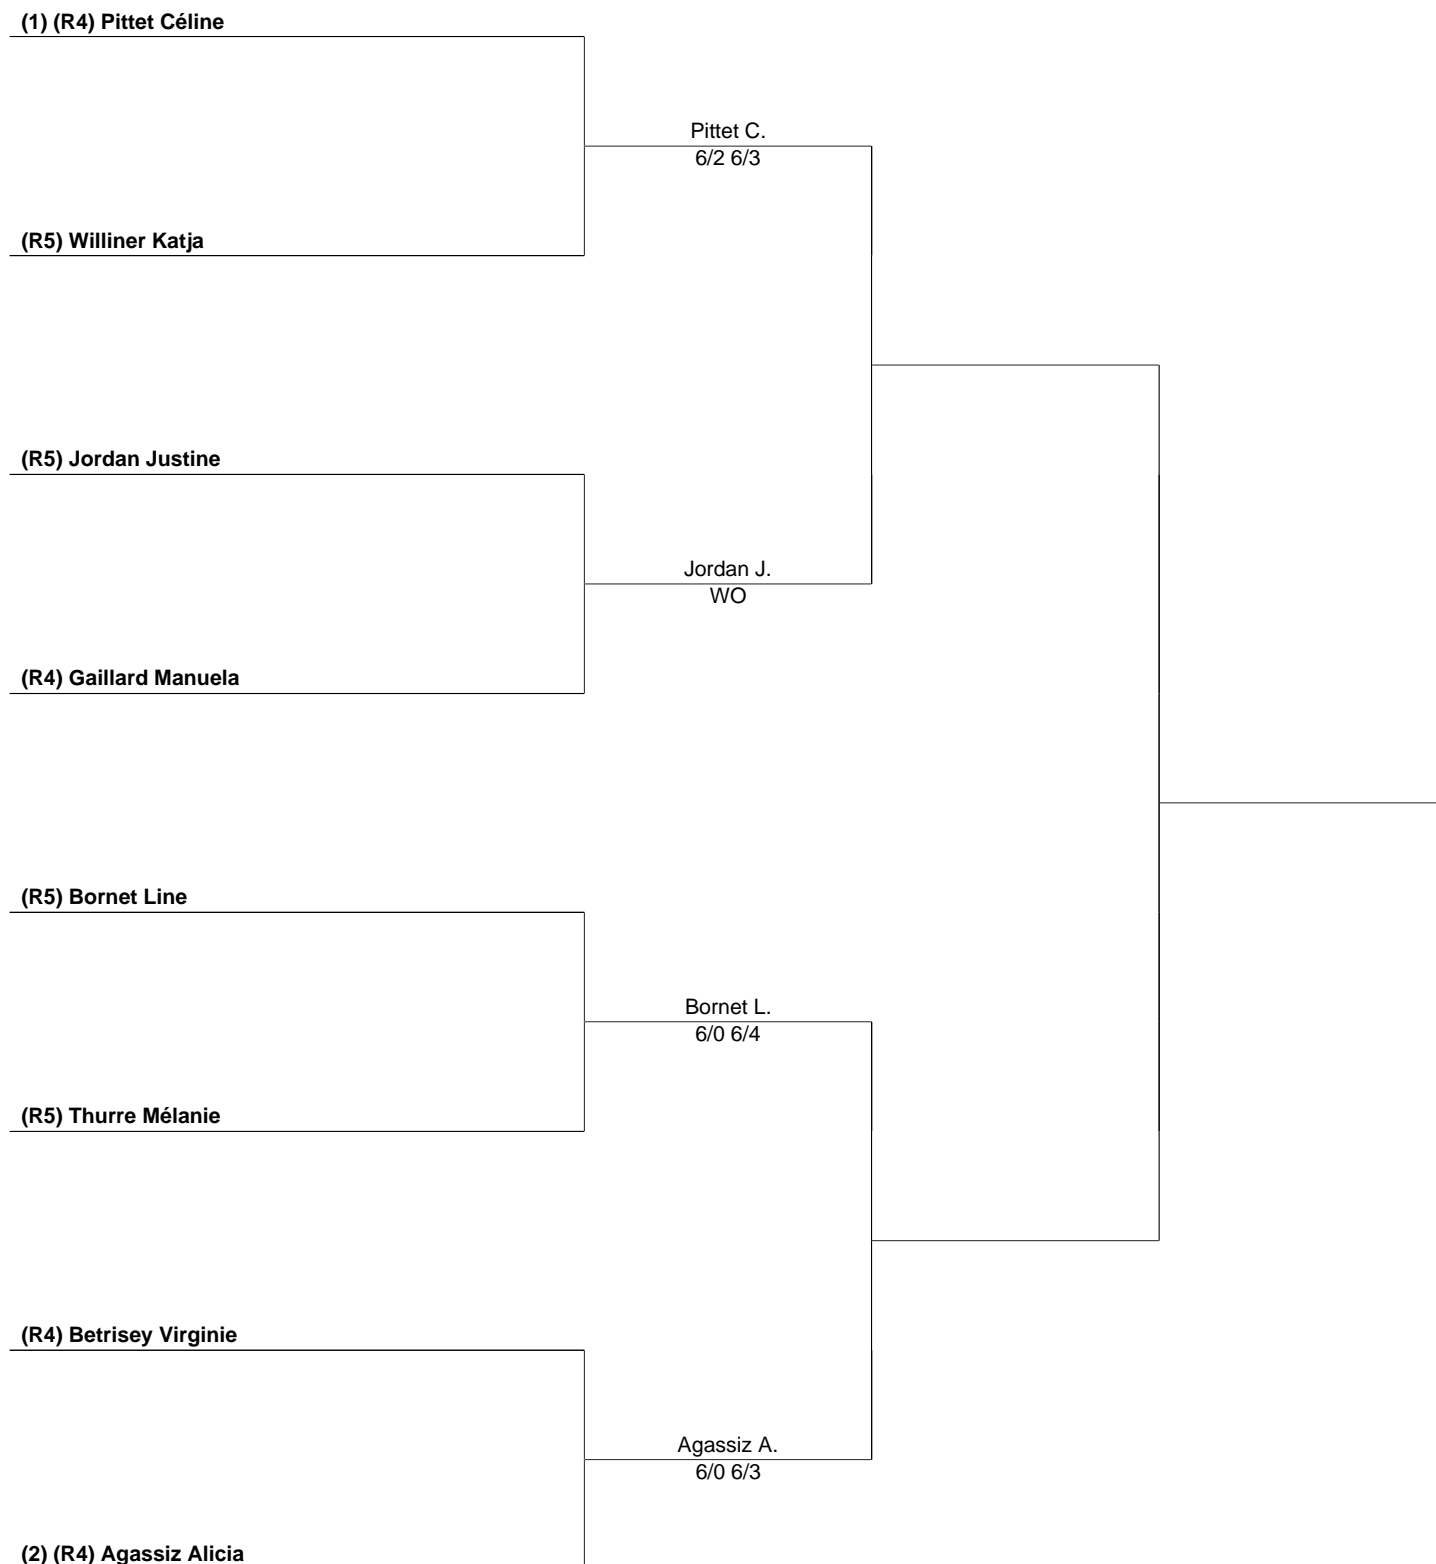 (1) (R4) Pittet Céline
Pittet C.
6/2 6/3
(R5) Williner Katja
(R5) Jordan Justine
Jordan J.
WO
(R4) Gaillard Manuela
(R5) Bornet Line
Bornet L.
6/0 6/4
(R5) Thurre Mélanie
(R4) Betrisey Virginie
Agassiz A.
6/0 6/3
(2) (R4) Agassiz Alicia